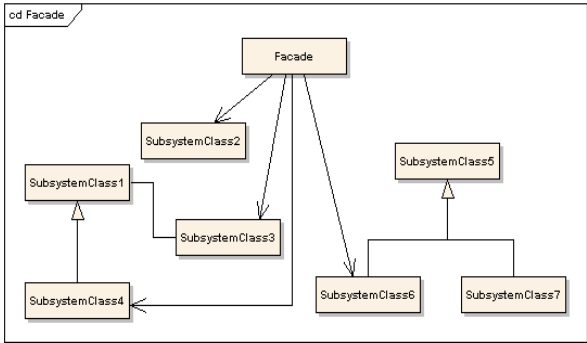 cd Facade
Facade
SubsystemClass2
SubsystemClass5
SubsystemClass1
SubsystemClass3
SubsystemClass4
SubsystemClass6
SubsystemClass7